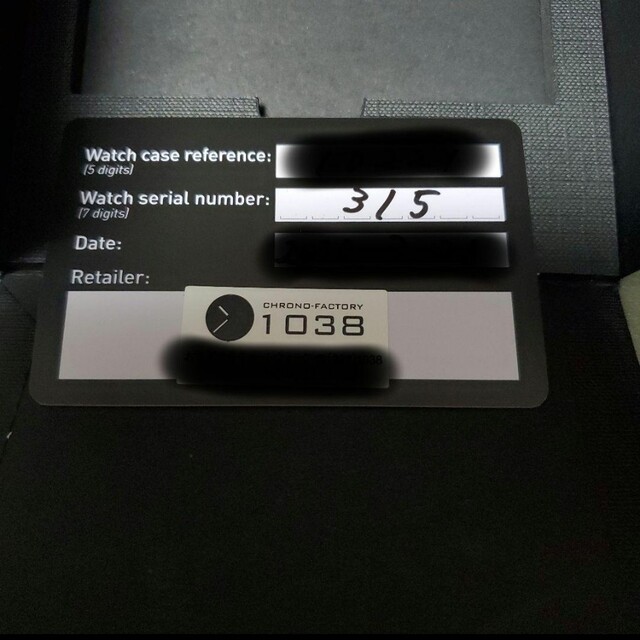 Watch case reference:
(5 digits)
Watch serial number: 315
(7 digits)
Date:
Retailer:
CHRONO-FACTORY
1038